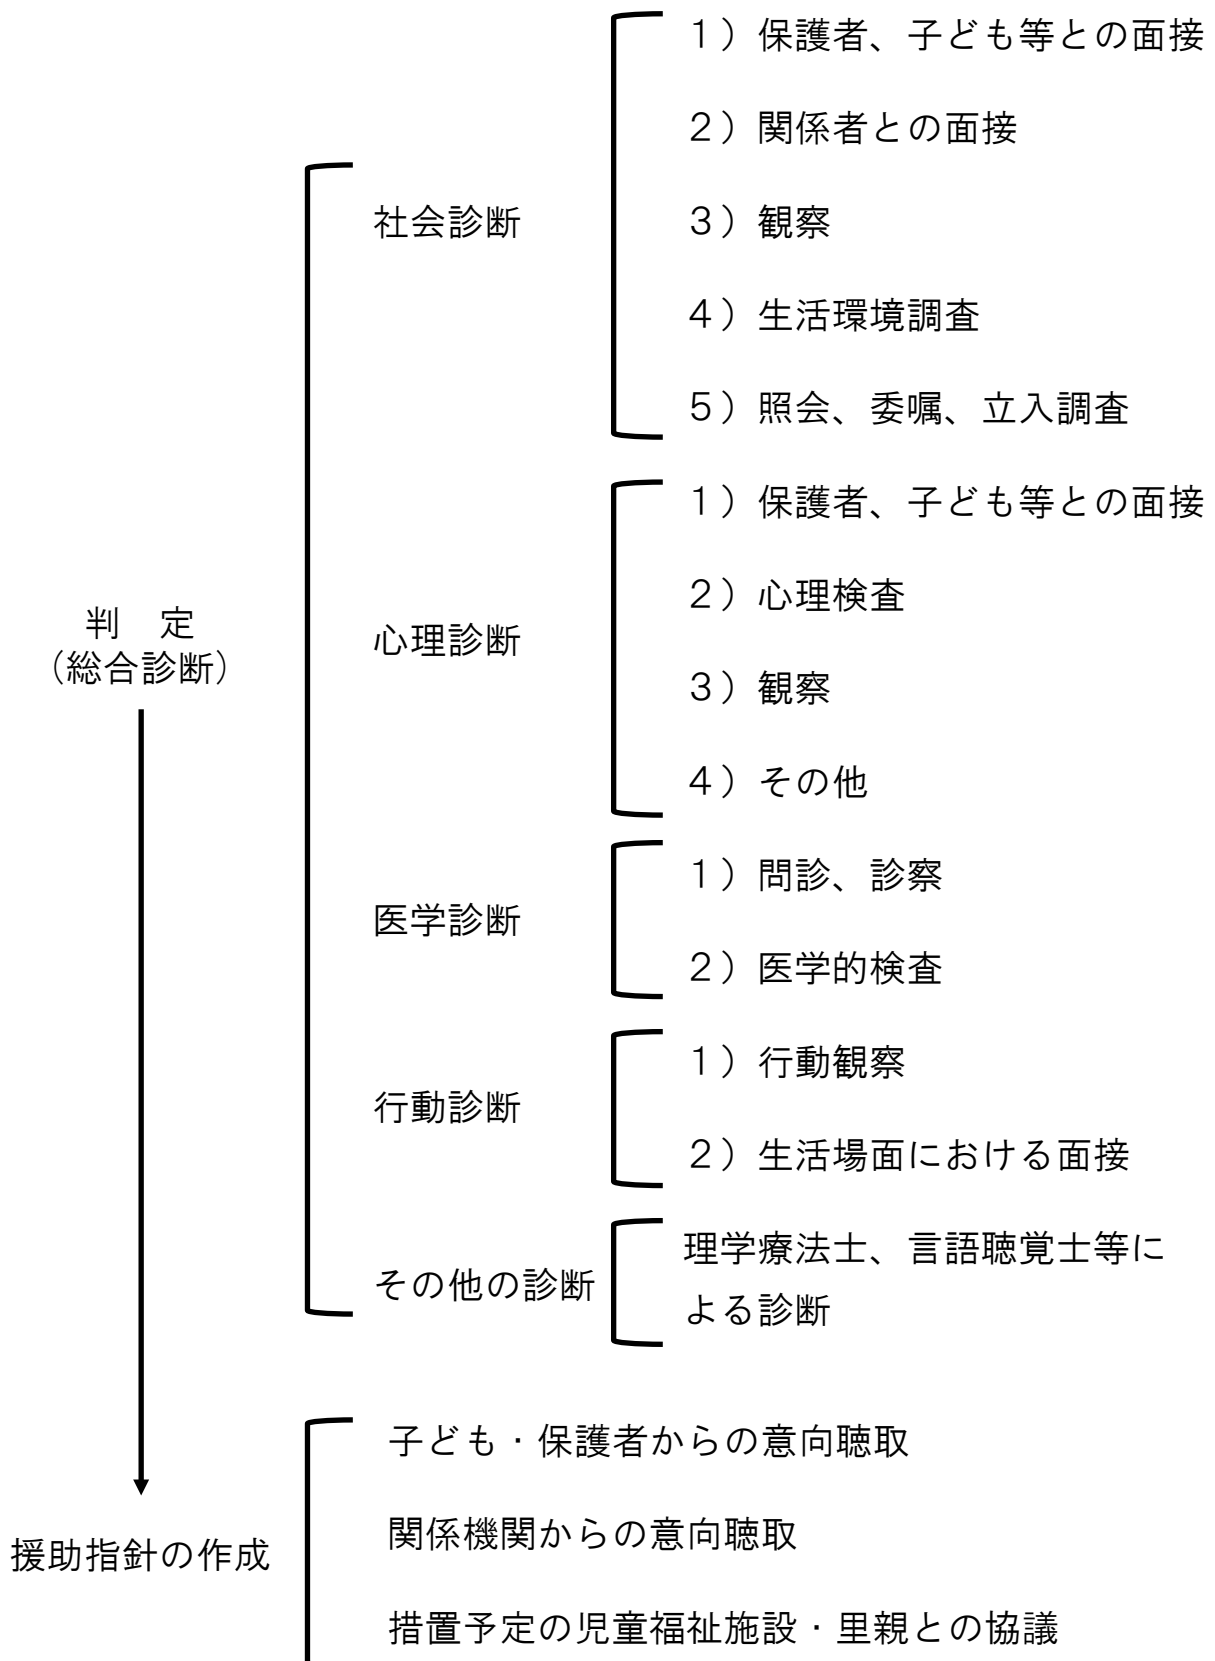 判　定
（総合診断）
社会診断
１）保護者、子ども等との面接
２）関係者との面接
３）観察
４）生活環境調査
５）照会、委嘱、立入調査
心理診断
１）保護者、子ども等との面接
２）心理検査
３）観察
４）その他
医学診断
１）問診、診察
２）医学的検査
行動診断
１）行動観察
２）生活場面における面接
その他の診断
理学療法士、言語聴覚士等に
よる診断
援助指針の作成
子ども・保護者からの意向聴取
関係機関からの意向聴取
措置予定の児童福祉施設・里親との協議